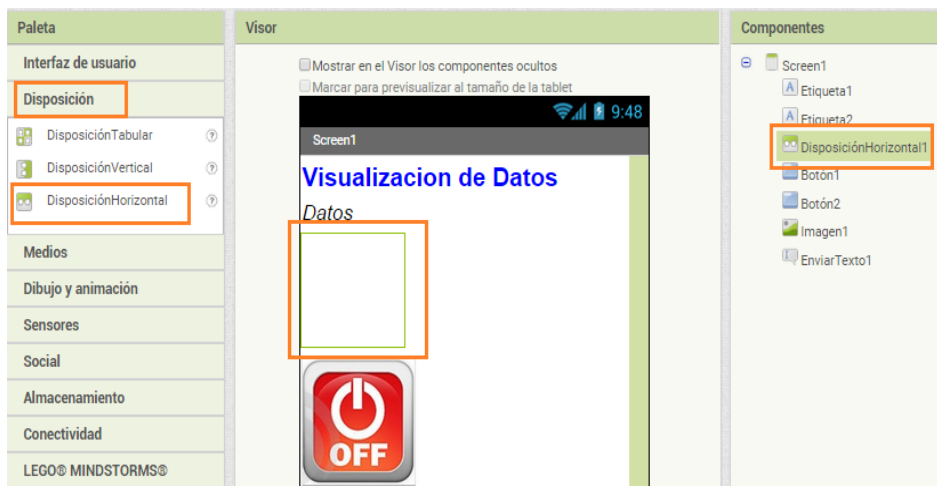 Paleta
Interfaz de usuario
Disposición
DisposiciónTabular
?
DisposiciónVertical
?
DisposiciónHorizontal
?
Medios
Dibujo y animación
Sensores
Social
Almacenamiento
Conectividad
LEGO® MINDSTORMS®
Visor
Mostrar en el Visor los componentes ocultos
Marcar para previsualizar al tamaño de la tablet
9:48
Screen1
Visualizacion de Datos
Datos
OFF
Componentes
Screen1
A Etiqueta1
A Etiqueta2
DisposiciónHorizontal1
Botón1
Botón2
Imagen1
EnviarTexto1